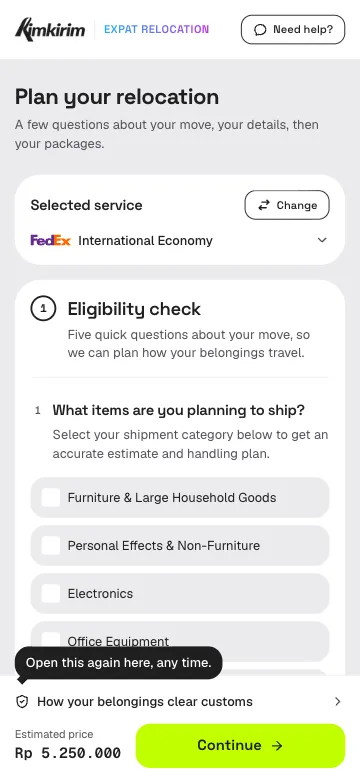 Kimkirim
EXPAT RELOCATION
Need help?
Plan your relocation
A few questions about your move, your details, then
your packages.
Selected service
Change
FedEx International Economy
1 Eligibility check
Five quick questions about your move, so
we can plan how your belongings travel.
1 What items are you planning to ship?
Select your shipment category below to get an
accurate estimate and handling plan.
Furniture & Large Household Goods
Personal Effects & Non-Furniture
Electronics
Office Equipment
Open this again here, any time.
How your belongings clear customs
Estimated price
Rp 5.250.000
Continue